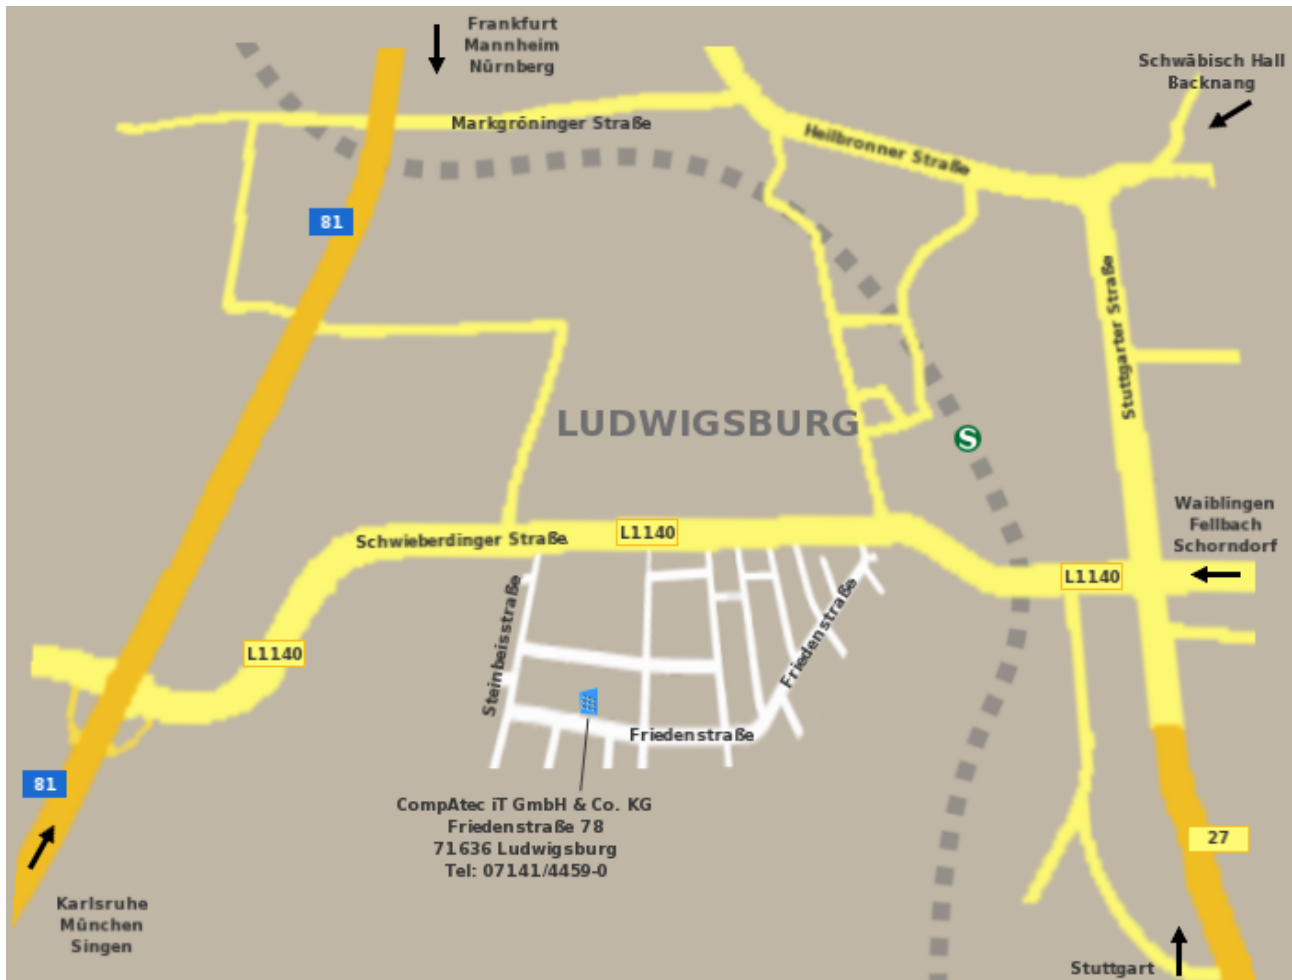 Frankfurt
Mannheim
Nürnberg
Schwäbisch Hall
Backnang
Markgröninger Straße
Heilbronner Straße
81
Stuttgarter Straße
LUDWIGSBURG
S
Waiblingen
Fellbach
Schorndorf
Schwieberdinger Straße
L1140
L1140
L1140
Steinbeisstraße
Friedenstraße
Friedenstraße
81
CompAtec iT GmbH & Co. KG
Friedenstraße 78
71636 Ludwigsburg
Tel: 07141/4459-0
27
Karlsruhe
München
Singen
Stuttgart